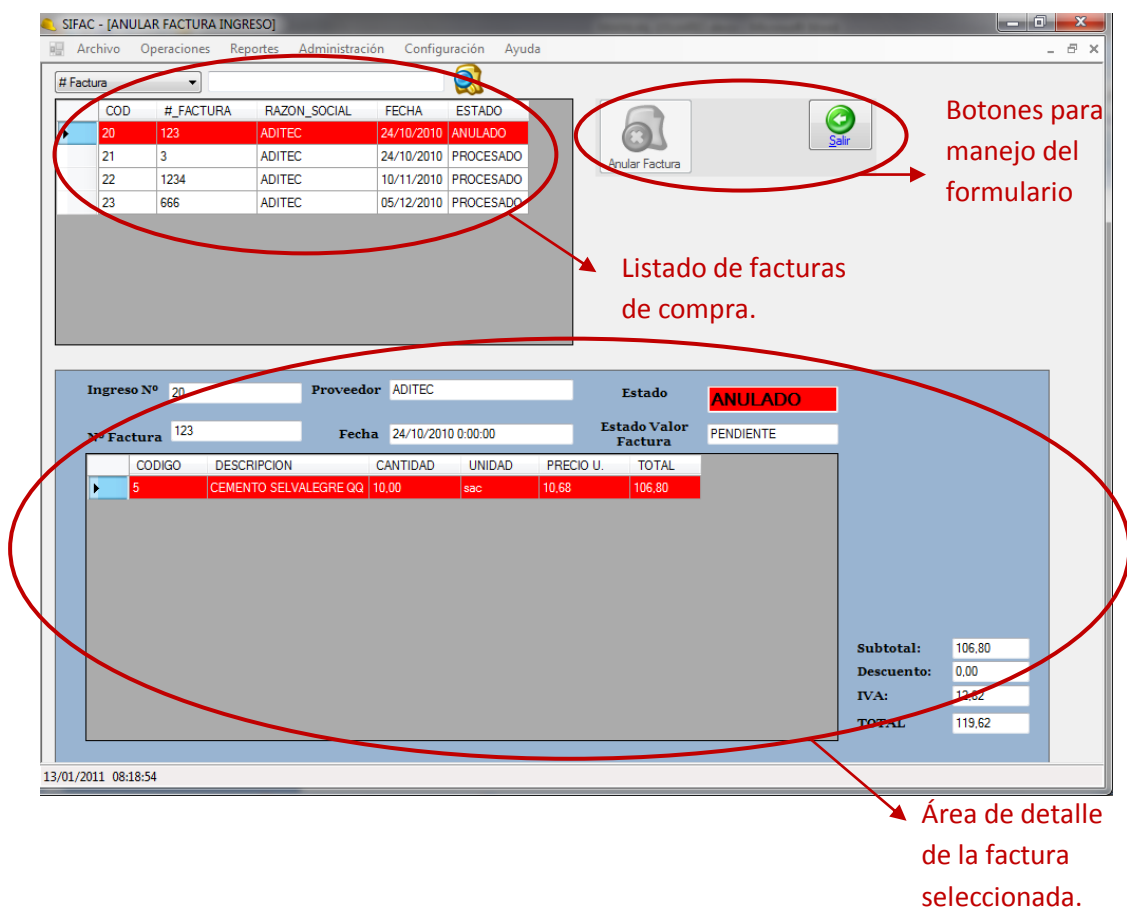 SIFAC - [ANULAR FACTURA INGRESO]
Archivo Operaciones Reportes Administración Configuración Ayuda
# Factura
COD #_FACTURA RAZON_SOCIAL FECHA ESTADO
20 123 ADITEC 24/10/2010 ANULADO
21 3 ADITEC 24/10/2010 PROCESADO
22 1234 ADITEC 10/11/2010 PROCESADO
23 666 ADITEC 05/12/2010 PROCESADO
Anular Factura
Salir
Botones para
manejo del
formulario
Listado de facturas
de compra.
Ingreso Nº 20 Proveedor ADITEC Estado ANULADO
Nº Factura 123 Fecha 24/10/2010 0:00:00 Estado Valor
Factura PENDIENTE
CODIGO DESCRIPCION CANTIDAD UNIDAD PRECIO U. TOTAL
5 CEMENTO SELVALEGRE QQ 10,00 sac 10,68 106,80
Subtotal: 106,80
Descuento: 0,00
IVA: 12,82
TOTAL 119,62
13/01/2011 08:18:54
Área de detalle
de la factura
seleccionada.